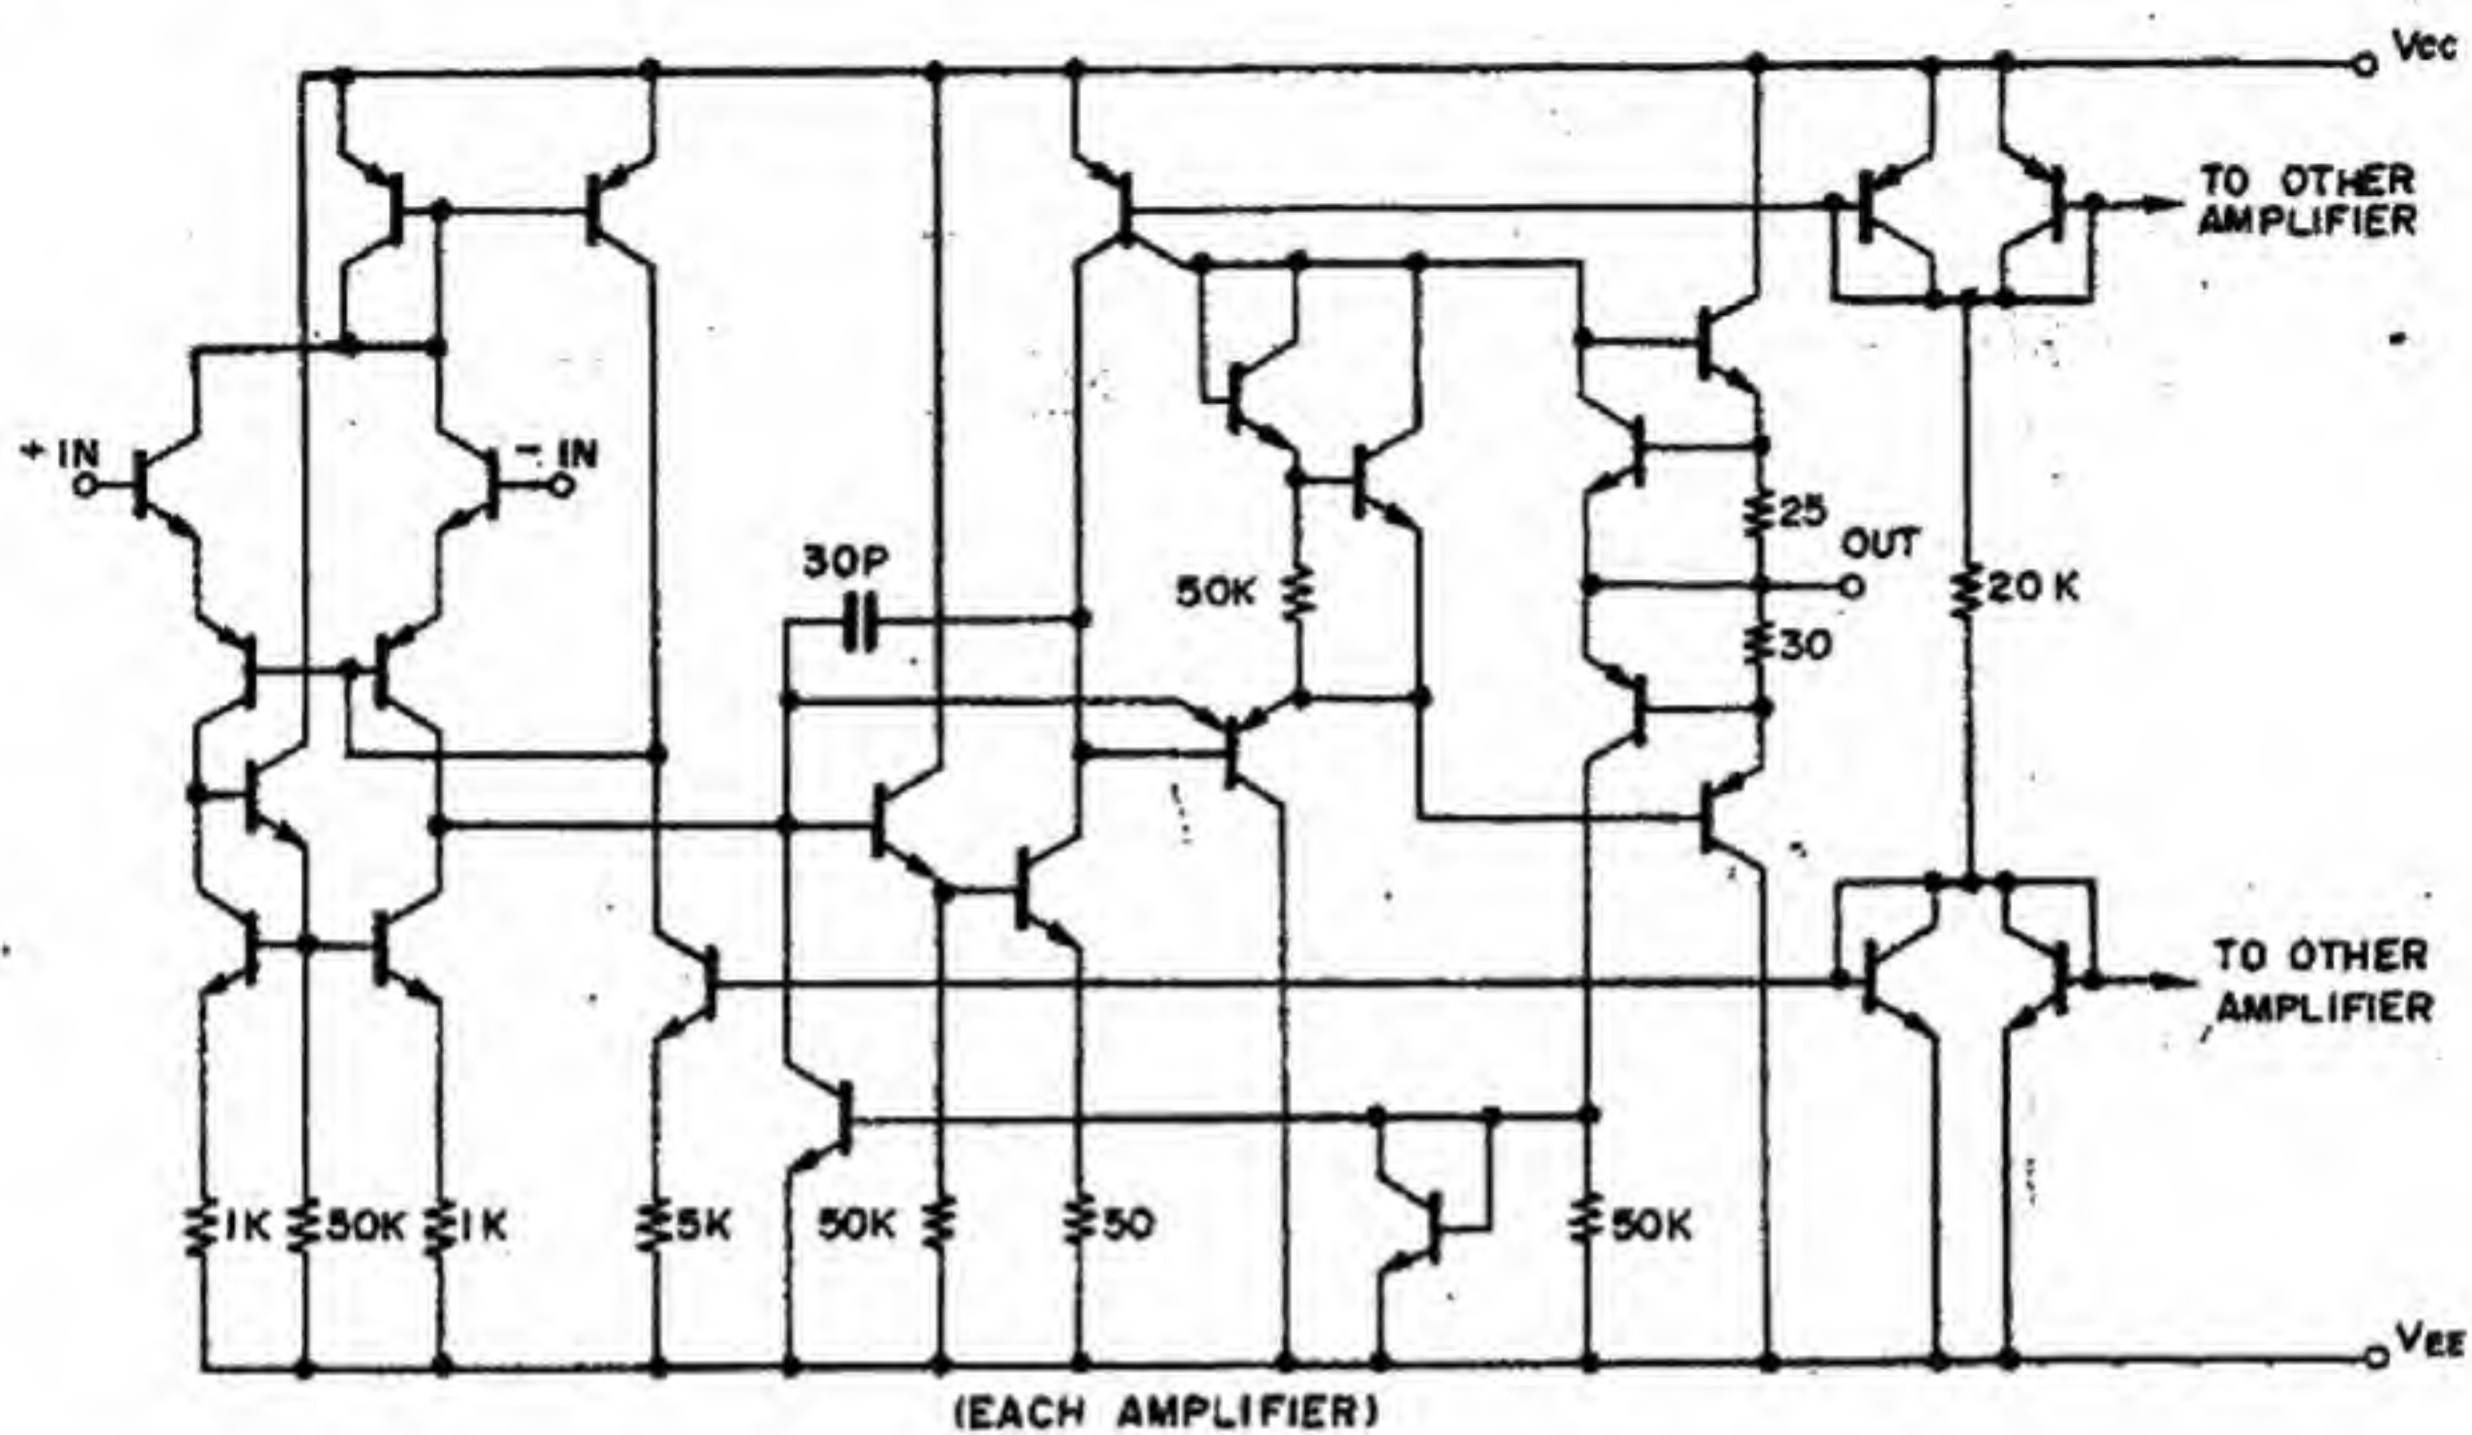 Vcc
TO OTHER
AMPLIFIER
+ IN
- IN
30P
25
OUT
50K
20 K
30
TO OTHER
AMPLIFIER
1K
50K
1K
5K
50K
50
50K
VEE
(EACH AMPLIFIER)